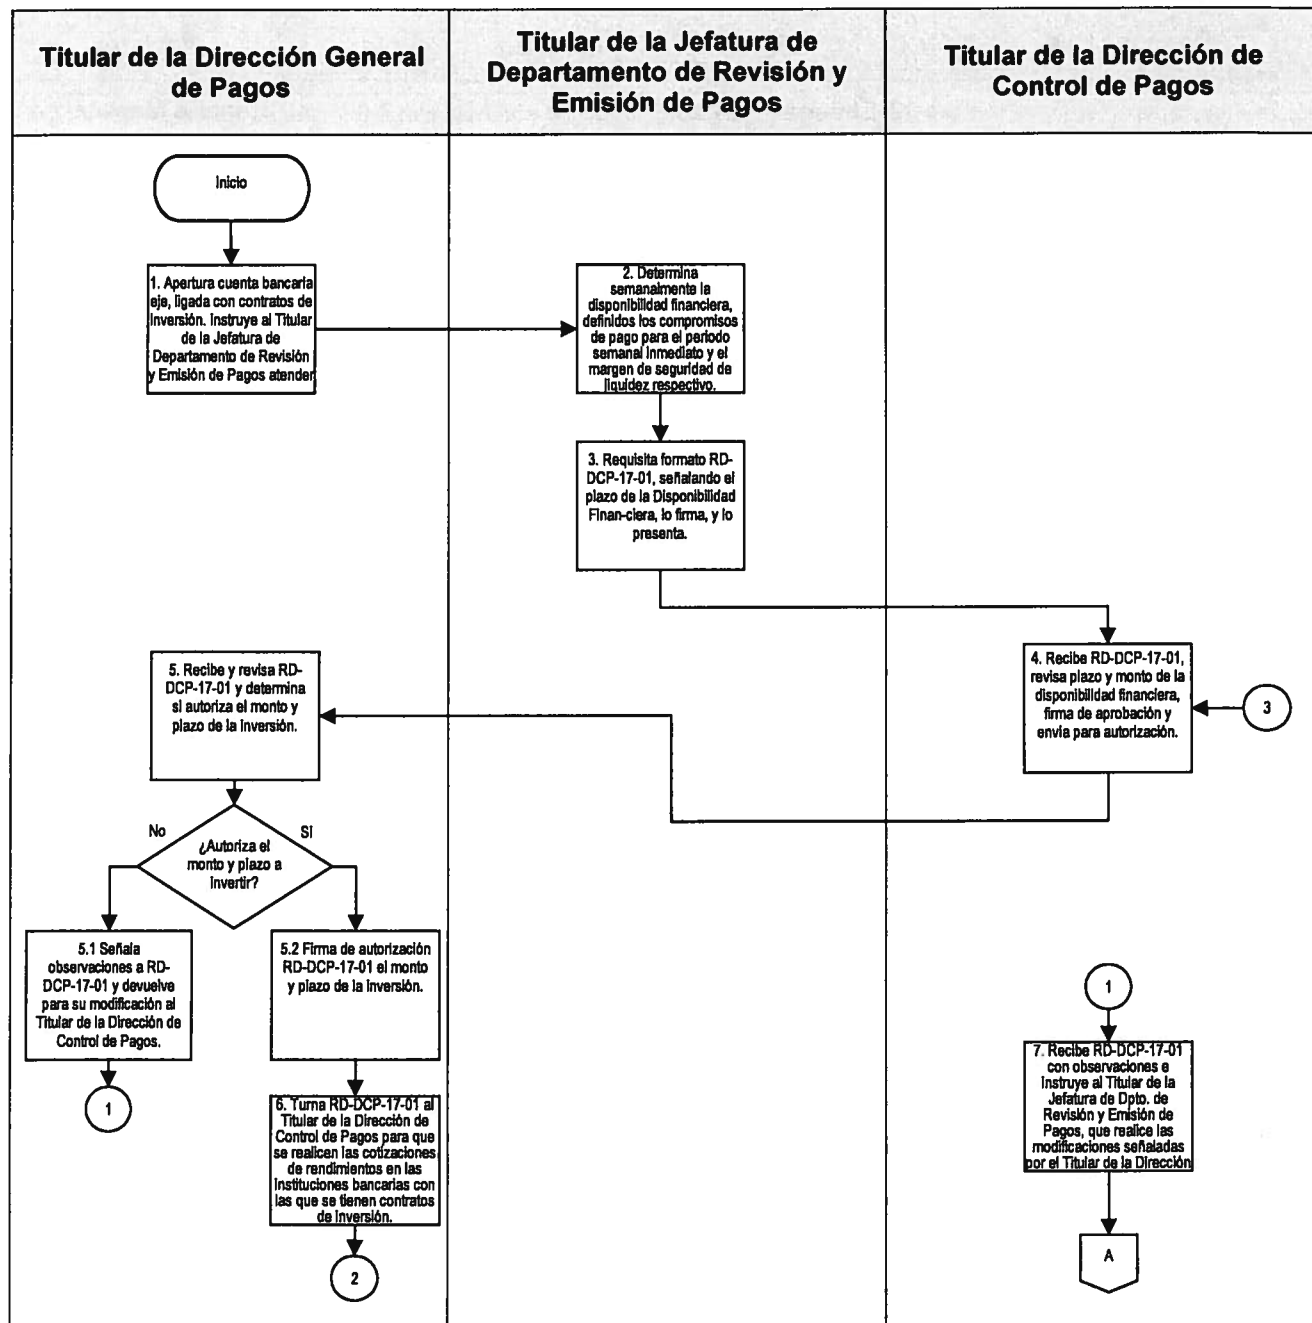 Titular de la Dirección General
de Pagos
Titular de la Jefatura de
Departamento de Revisión y
Emisión de Pagos
Titular de la Dirección de
Control de Pagos
Inicio
1. Apertura cuenta bancaria
eje, ligada con contratos de
inversión. Instruye al Titular
de la Jefatura de
Departamento de Revisión
y Emisión de Pagos atender
2. Determina
semanalmente la
disponibilidad financiera,
definidos los compromisos
de pago para el periodo
semanal inmediato y el
margen de seguridad de
liquidez respectivo.
3. Requisita formato RD-
DCP-17-01, señalando el
plazo de la Disponibilidad
Finan-ciera, lo firma, y lo
presenta.
4. Recibe RD-DCP-17-01,
revisa plazo y monto de la
disponibilidad financiera,
firma de aprobación y
envía para autorización.
3
5. Recibe y revisa RD-
DCP-17-01 y determina
si autoriza el monto y
plazo de la inversión.
No
Sí
¿Autoriza el
monto y plazo a
invertir?
5.1 Señala
observaciones a RD-
DCP-17-01 y devuelve
para su modificación al
Titular de la Dirección de
Control de Pagos.
1
5.2 Firma de autorización
RD-DCP-17-01 el monto
y plazo de la inversión.
6. Turna RD-DCP-17-01 al
Titular de la Dirección de
Control de Pagos para que
se realicen las cotizaciones
de rendimientos en las
instituciones bancarias con
las que se tienen contratos
de inversión.
2
1
7. Recibe RD-DCP-17-01
con observaciones e
instruye al Titular de la
Jefatura de Dpto. de
Revisión y Emisión de
Pagos, que realice las
modificaciones señaladas
por el Titular de la Dirección
A